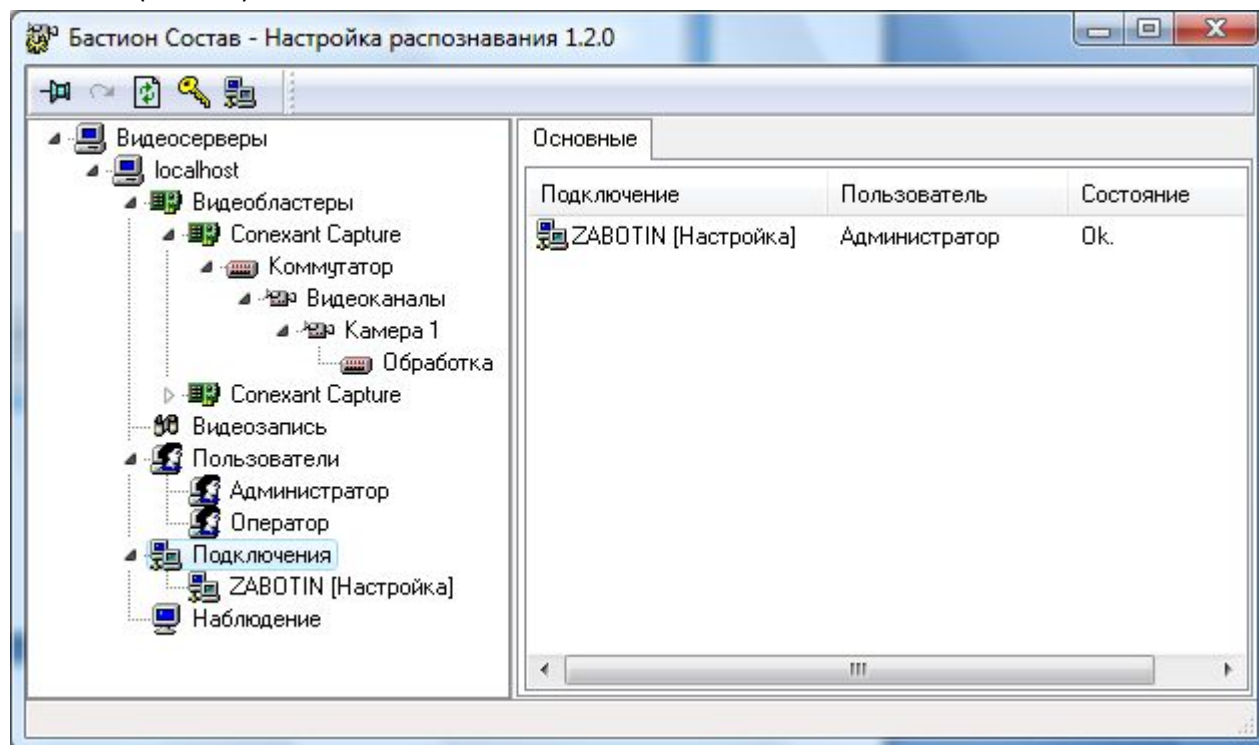 Бастион Состав - Настройка распознавания 1.2.0
Видеосерверы
localhost
Видеобластеры
Conexant Capture
Коммутатор
Видеоканалы
Камера 1
Обработка
Conexant Capture
Видеозапись
Пользователи
Администратор
Оператор
Подключения
ZABOTIN [Настройка]
Наблюдение
Основные
Подключение Пользователь Состояние
ZABOTIN [Настройка] Администратор Ok.